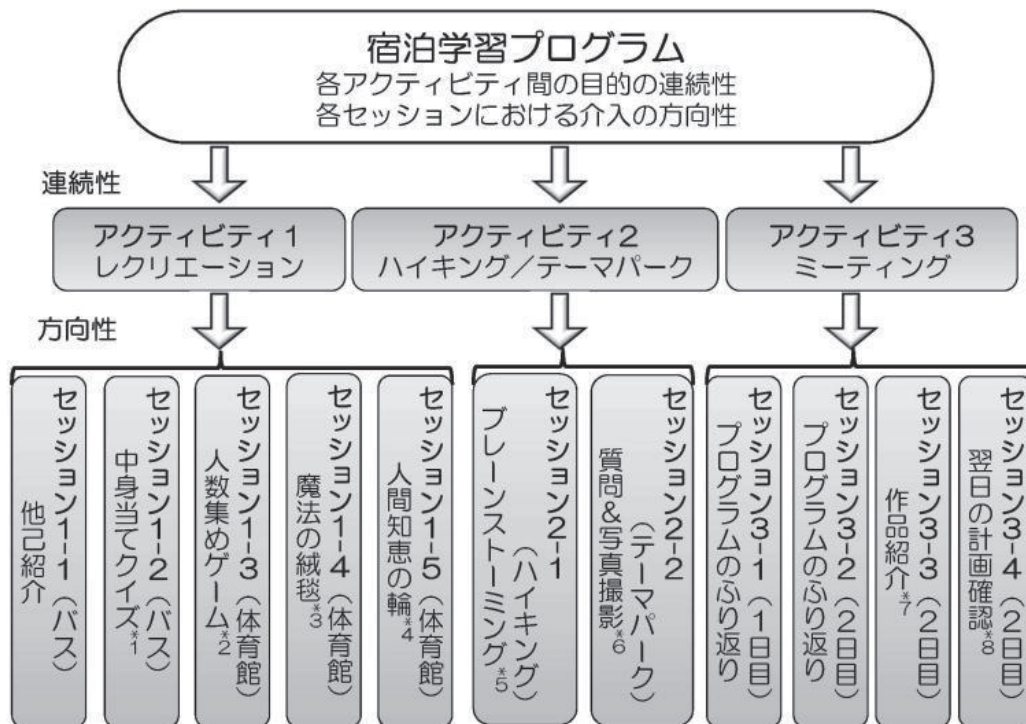 宿泊学習プログラム
各アクティビティ間の目的の連続性
各セッションにおける介入の方向性
連続性
アクティビティ1
レクリエーション
アクティビティ2
ハイキング／テーマパーク
アクティビティ3
ミーティング
方向性
セッション1-1（バス）
他己紹介
セッション1-2（バス）
中身当てクイズ*1
セッション1-3（体育館）
人数集めゲーム*2
セッション1-4（体育館）
魔法の絨毯*3
セッション1-5（体育館）
人間知恵の輪*4
セッション2-1
（ハイキング）
ブレーンストーミング*5
セッション2-2
（テーマパーク）
質問&写真撮影*6
セッション3-1（1日目）
プログラムのふり返り
セッション3-2（2日目）
プログラムのふり返り
セッション3-3（2日目）
作品紹介*7
セッション3-4（2日目）
翌日の計画確認*8